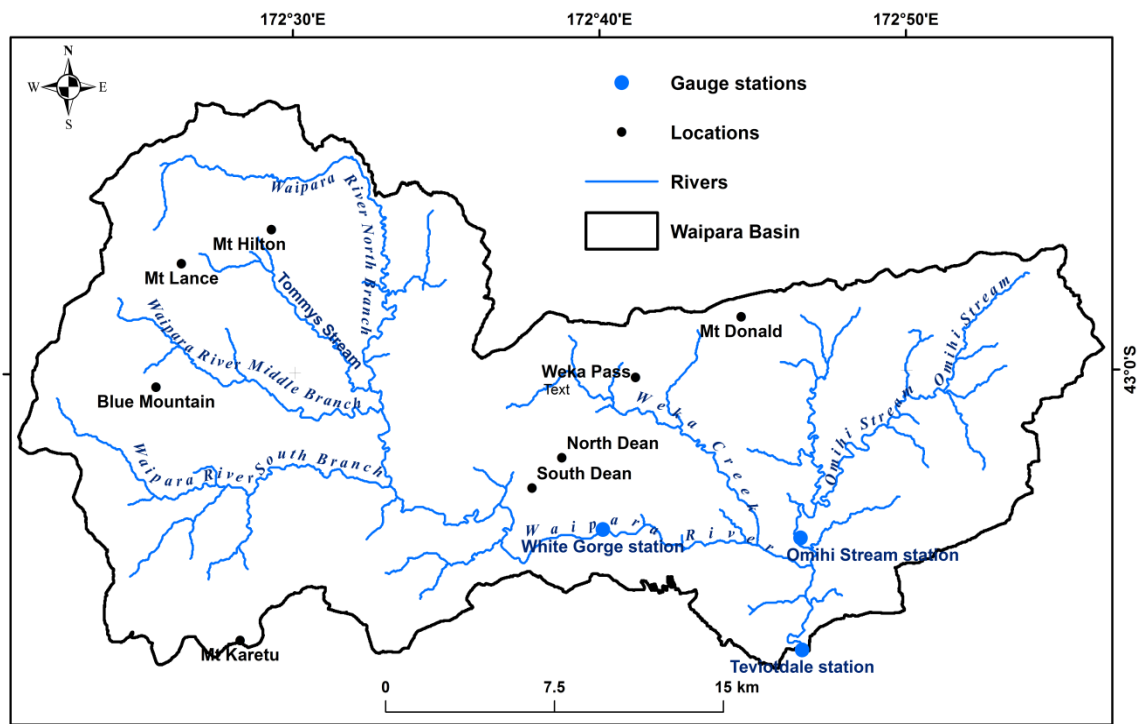 172°30'E
172°40'E
172°50'E
N
W
E
S
Gauge stations
Locations
Rivers
Waipara Basin
Waipara River North Branch
Mt Hilton
Mt Lance
Tommys Stream
Waipara River Middle Branch
Mt Donald
Omihi Stream
43°0'S
Weka Pass
Text
Blue Mountain
Weka Creek
Omihi Stream
North Dean
South Dean
Waipara River South Branch
Waipara River
White Gorge station
Omihi Stream station
Mt Karetu
Teviotdale station
0
7.5
15 km